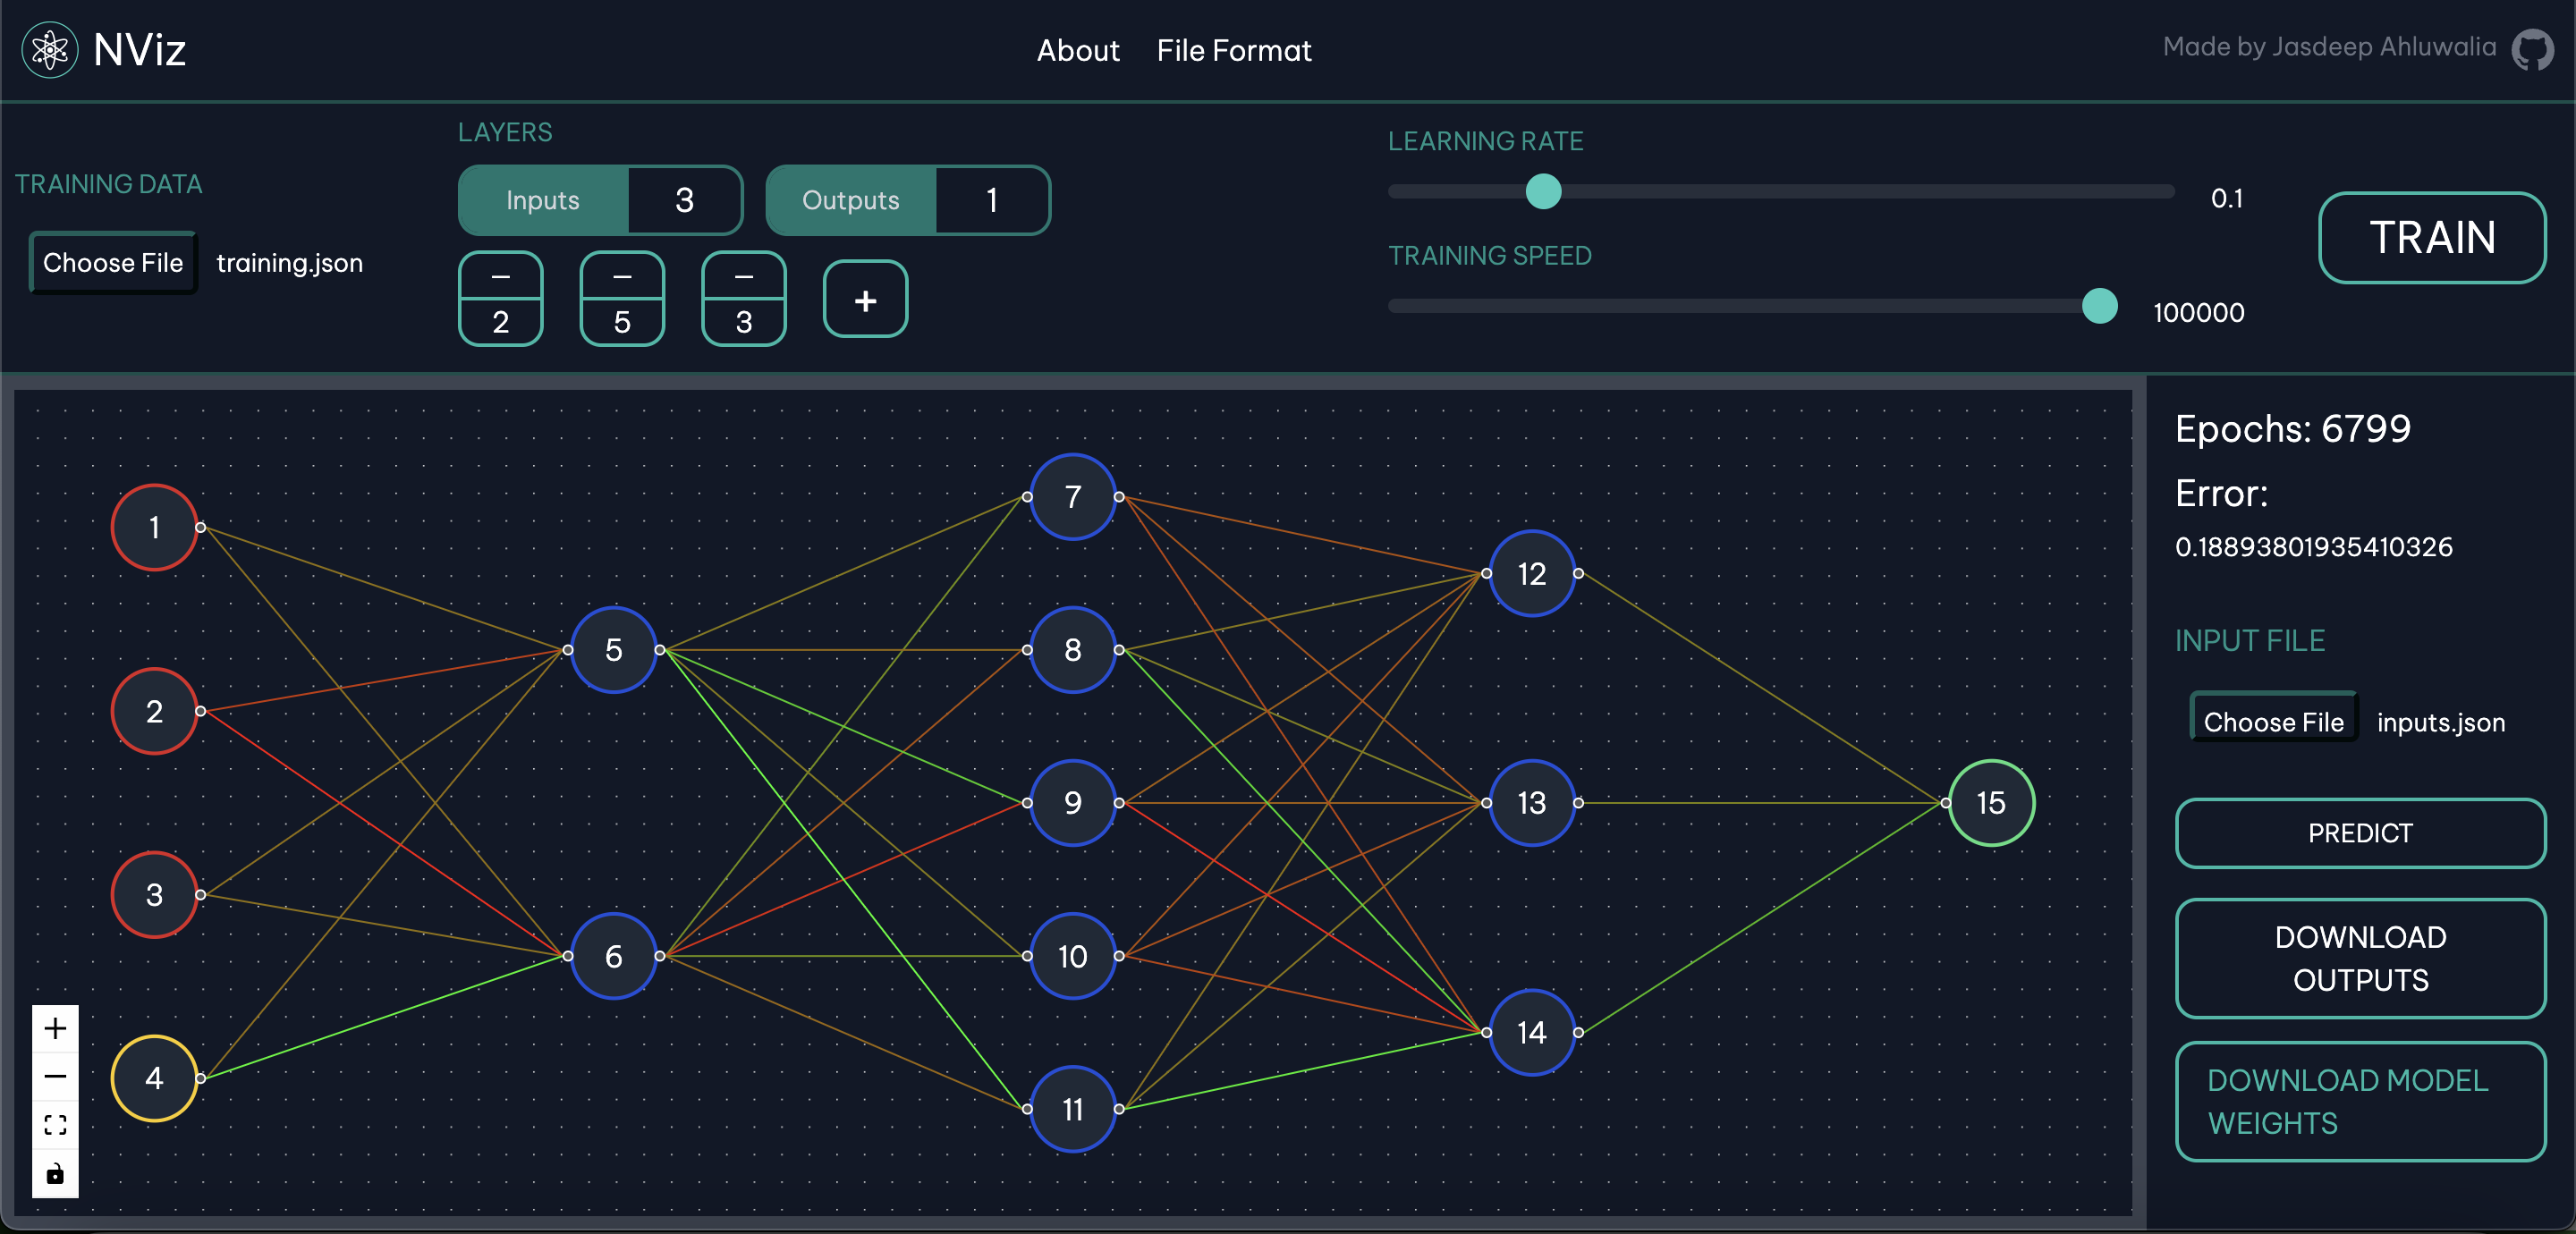 NViz
About
File Format
Made by Jasdeep Ahluwalia
TRAINING DATA
Choose File
training.json
LAYERS
Inputs
3
Outputs
1
–
–
–
+
2
5
3
LEARNING RATE
0.1
TRAINING SPEED
100000
TRAIN
1
2
3
4
5
6
7
8
9
10
11
12
13
14
15
Epochs: 6799
Error:
0.18893801935410326
INPUT FILE
Choose File
inputs.json
PREDICT
DOWNLOAD
OUTPUTS
DOWNLOAD MODEL
WEIGHTS